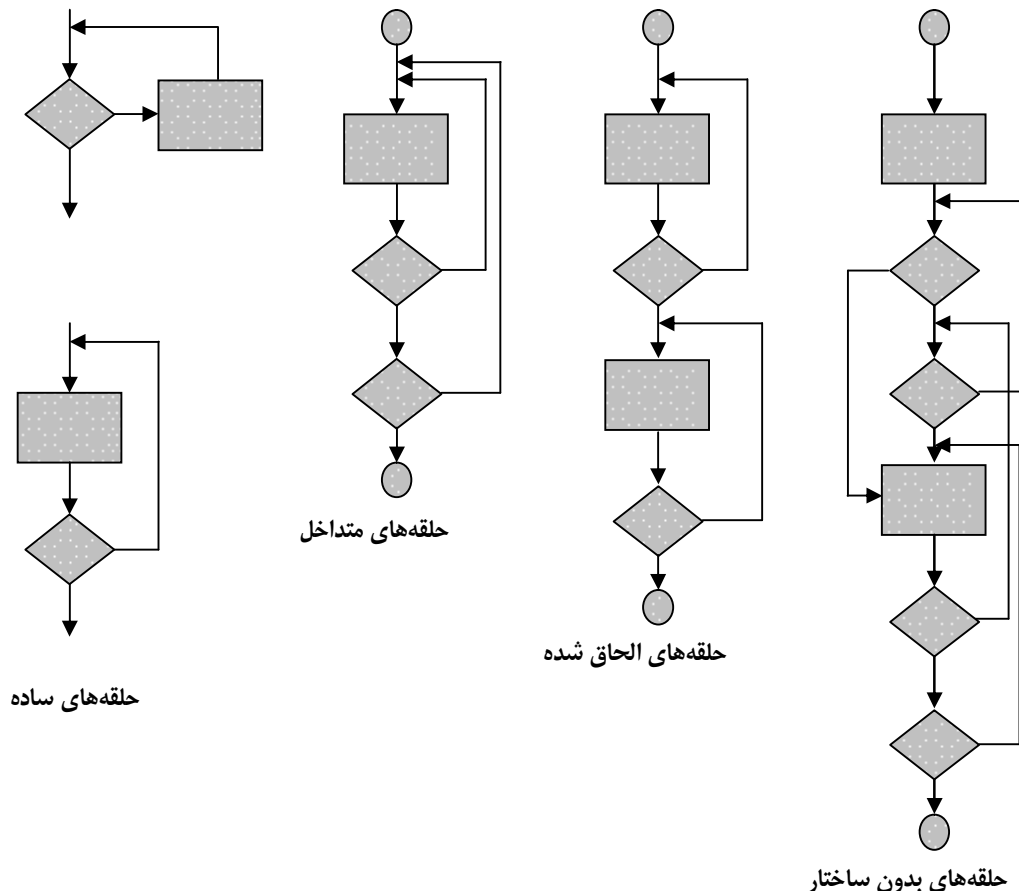 حلقه‌های متداخل
حلقه‌های الحاق شده
حلقه‌های ساده
حلقه‌های بدون ساختار